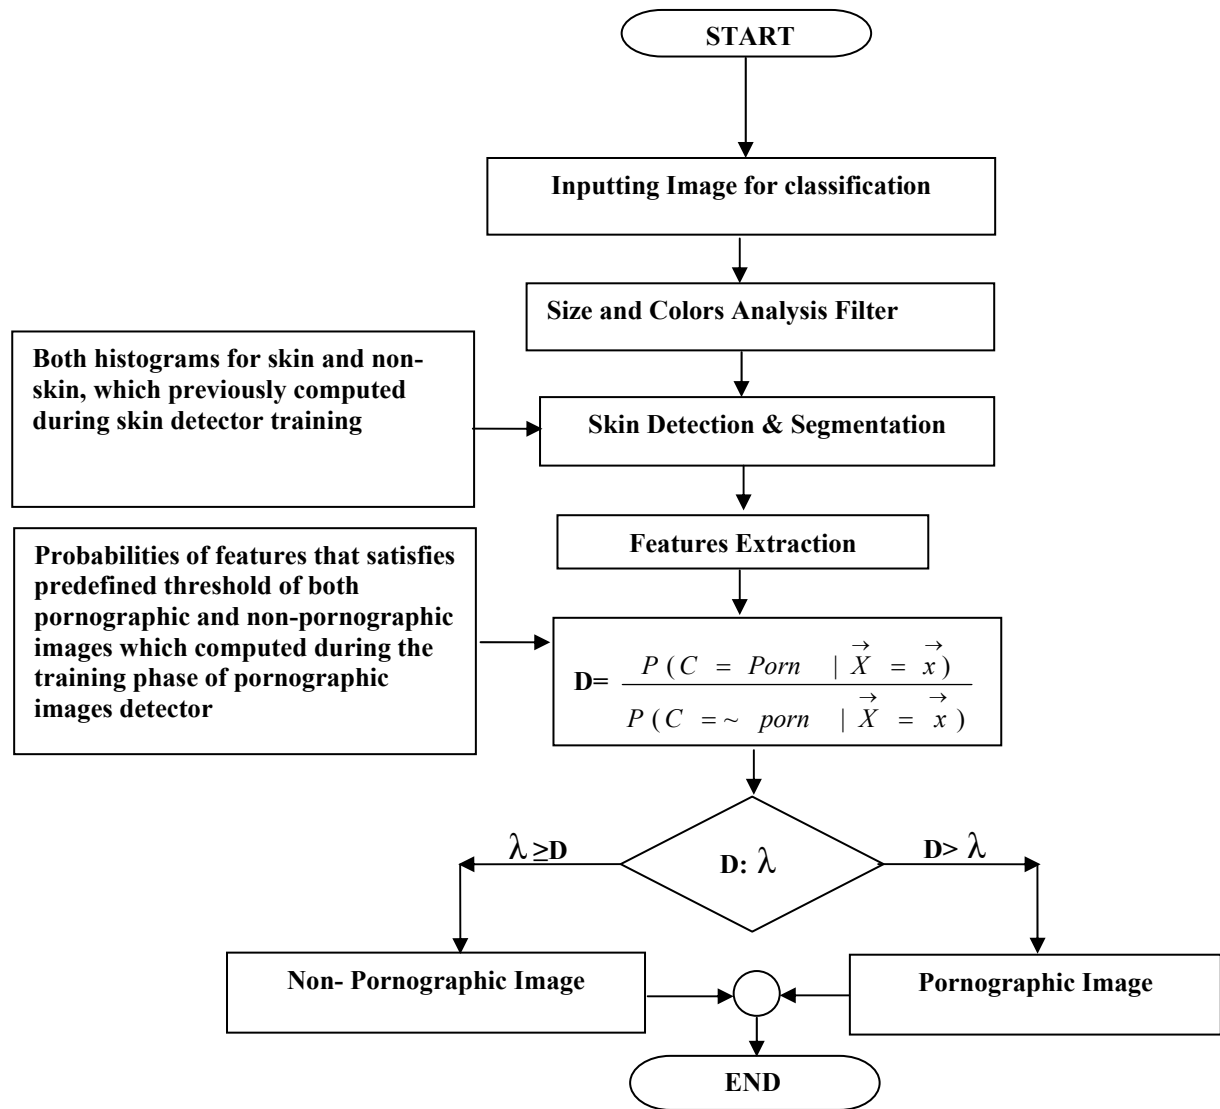 START
Inputting Image for classification
Size and Colors Analysis Filter
Both histograms for skin and non-
skin, which previously computed
during skin detector training
Skin Detection & Segmentation
Features Extraction
Probabilities of features that satisfies
predefined threshold of both
pornographic and non-pornographic
images which computed during the
training phase of pornographic
images detector
D= P ( C = Porn | X⃗ = x⃗ )
P ( C =~ porn | X⃗ = x⃗ )
λ ≥D
D: λ
D> λ
Non- Pornographic Image
Pornographic Image
END